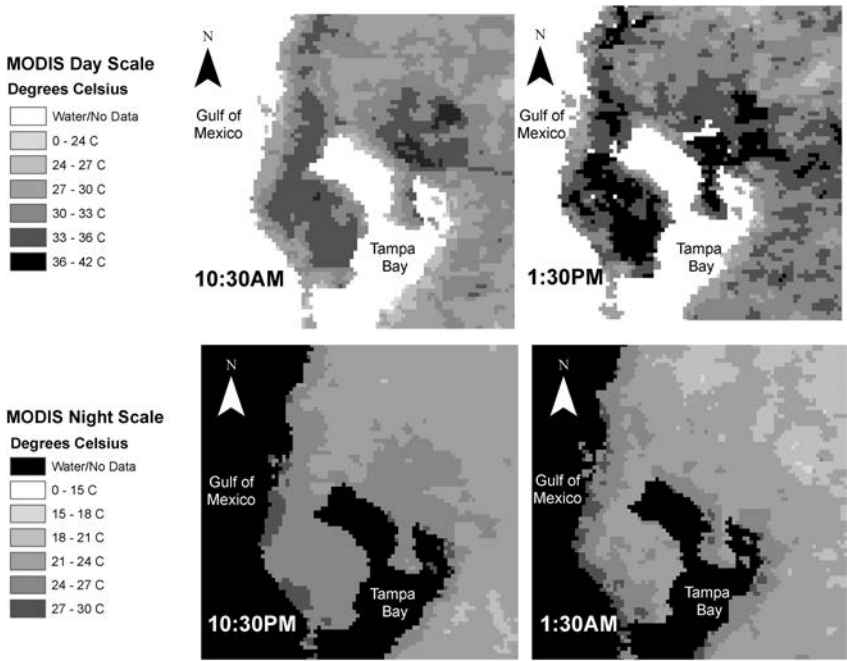 MODIS Day Scale
Degrees Celsius
Water/No Data
0 - 24 C
24 - 27 C
27 - 30 C
30 - 33 C
33 - 36 C
36 - 42 C
N
Gulf of
Mexico
Tampa
Bay
10:30AM
N
Gulf of
Mexico
Tampa
Bay
1:30PM
MODIS Night Scale
Degrees Celsius
Water/No Data
0 - 15 C
15 - 18 C
18 - 21 C
21 - 24 C
24 - 27 C
27 - 30 C
N
Gulf of
Mexico
Tampa
Bay
10:30PM
N
Gulf of
Mexico
Tampa
Bay
1:30AM